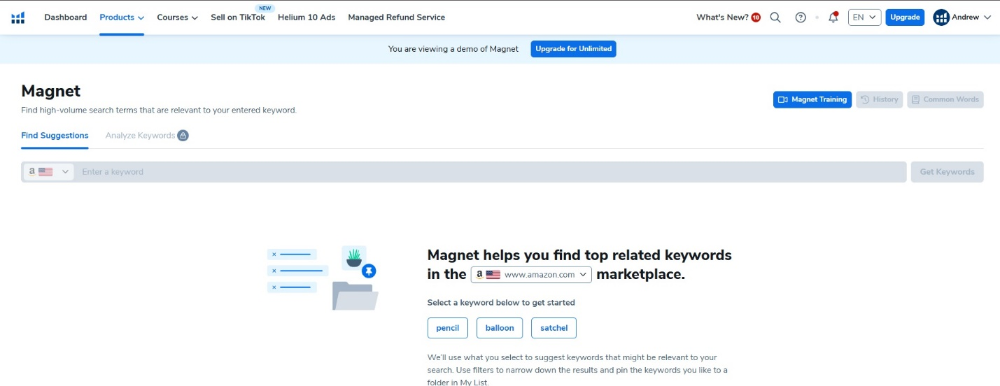 Dashboard Products Courses Sell on TikTok NEW Helium 10 Ads Managed Refund Service What's New? 10 EN Upgrade Andrew
You are viewing a demo of Magnet Upgrade for Unlimited
Magnet
Find high-volume search terms that are relevant to your entered keyword.
Magnet Training History Common Words
Find Suggestions Analyze Keywords
a Enter a keyword Get Keywords
Magnet helps you find top related keywords
in the a www.amazon.com marketplace.
Select a keyword below to get started
pencil balloon satchel
We'll use what you select to suggest keywords that might be relevant to your
search. Use filters to narrow down the results and pin the keywords you like to a
folder in My List.